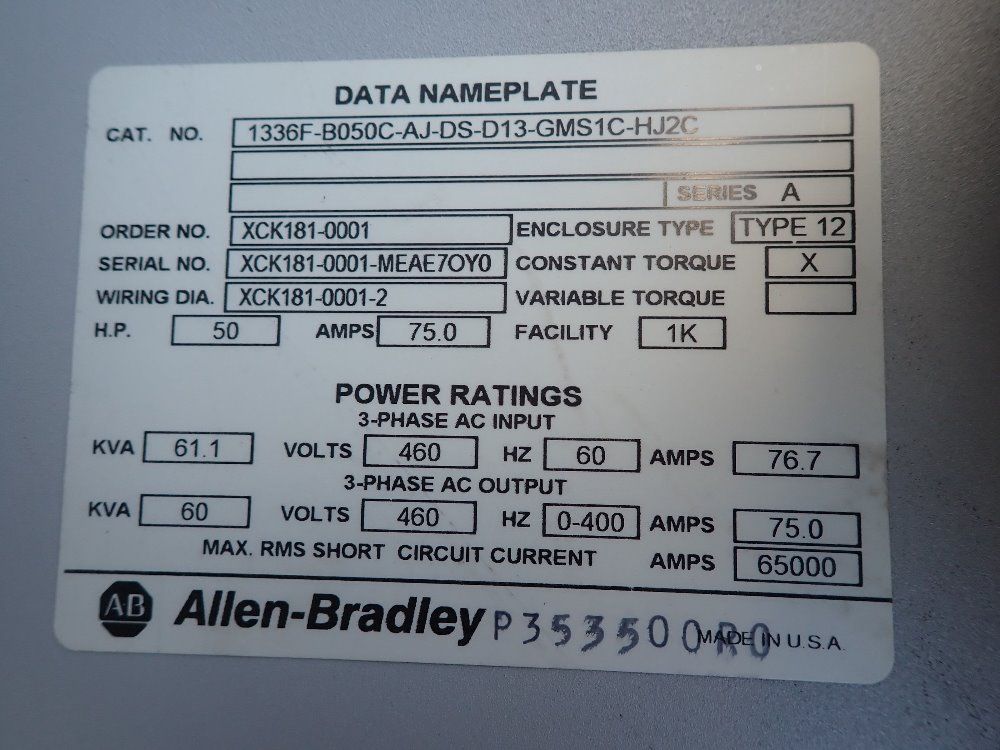 DATA NAMEPLATE
CAT. NO. 1336F-B050C-AJ-DS-D13-GMS1C-HJ2C
SERIES A
ORDER NO. XCK181-0001 ENCLOSURE TYPE TYPE 12
SERIAL NO. XCK181-0001-MEAE7OY0 CONSTANT TORQUE X
WIRING DIA. XCK181-0001-2 VARIABLE TORQUE
H.P. 50 AMPS 75.0 FACILITY 1K
POWER RATINGS
3-PHASE AC INPUT
KVA 61.1 VOLTS 460 HZ 60 AMPS 76.7
3-PHASE AC OUTPUT
KVA 60 VOLTS 460 HZ 0-400 AMPS 75.0
MAX. RMS SHORT CIRCUIT CURRENT AMPS 65000
AB Allen-Bradley P353500R0 MADE IN U.S.A.